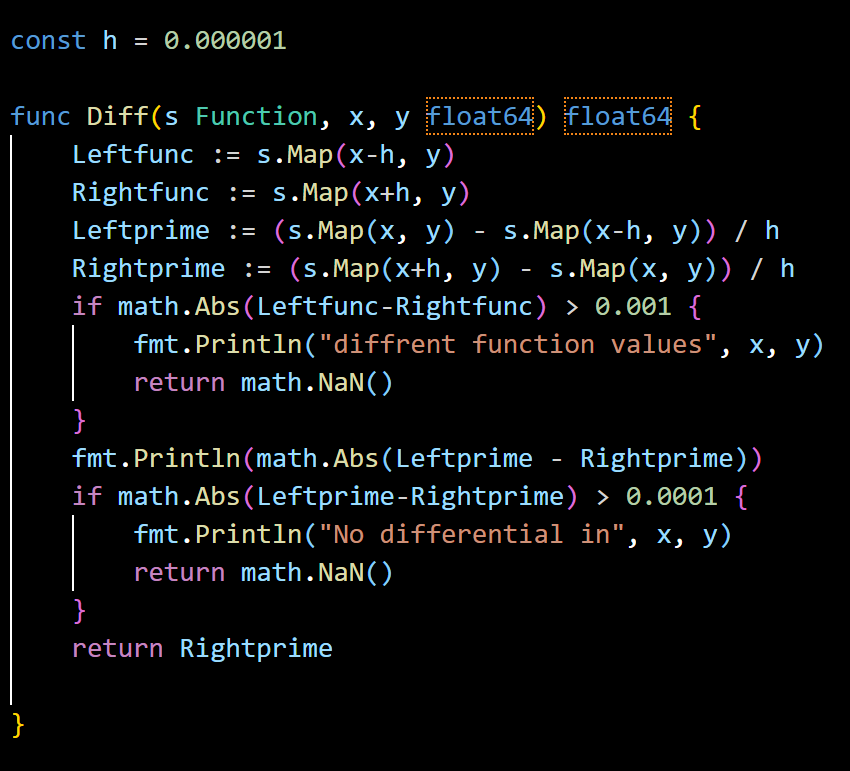 const h = 0.000001
func Diff(s Function, x, y float64) float64 {
Leftfunc := s.Map(x-h, y)
Rightfunc := s.Map(x+h, y)
Leftprime := (s.Map(x, y) - s.Map(x-h, y)) / h
Rightprime := (s.Map(x+h, y) - s.Map(x, y)) / h
if math.Abs(Leftfunc-Rightfunc) > 0.001 {
fmt.Println("diffrent function values", x, y)
return math.NaN()
}
fmt.Println(math.Abs(Leftprime - Rightprime))
if math.Abs(Leftprime-Rightprime) > 0.0001 {
fmt.Println("No differential in", x, y)
return math.NaN()
}
return Rightprime
}